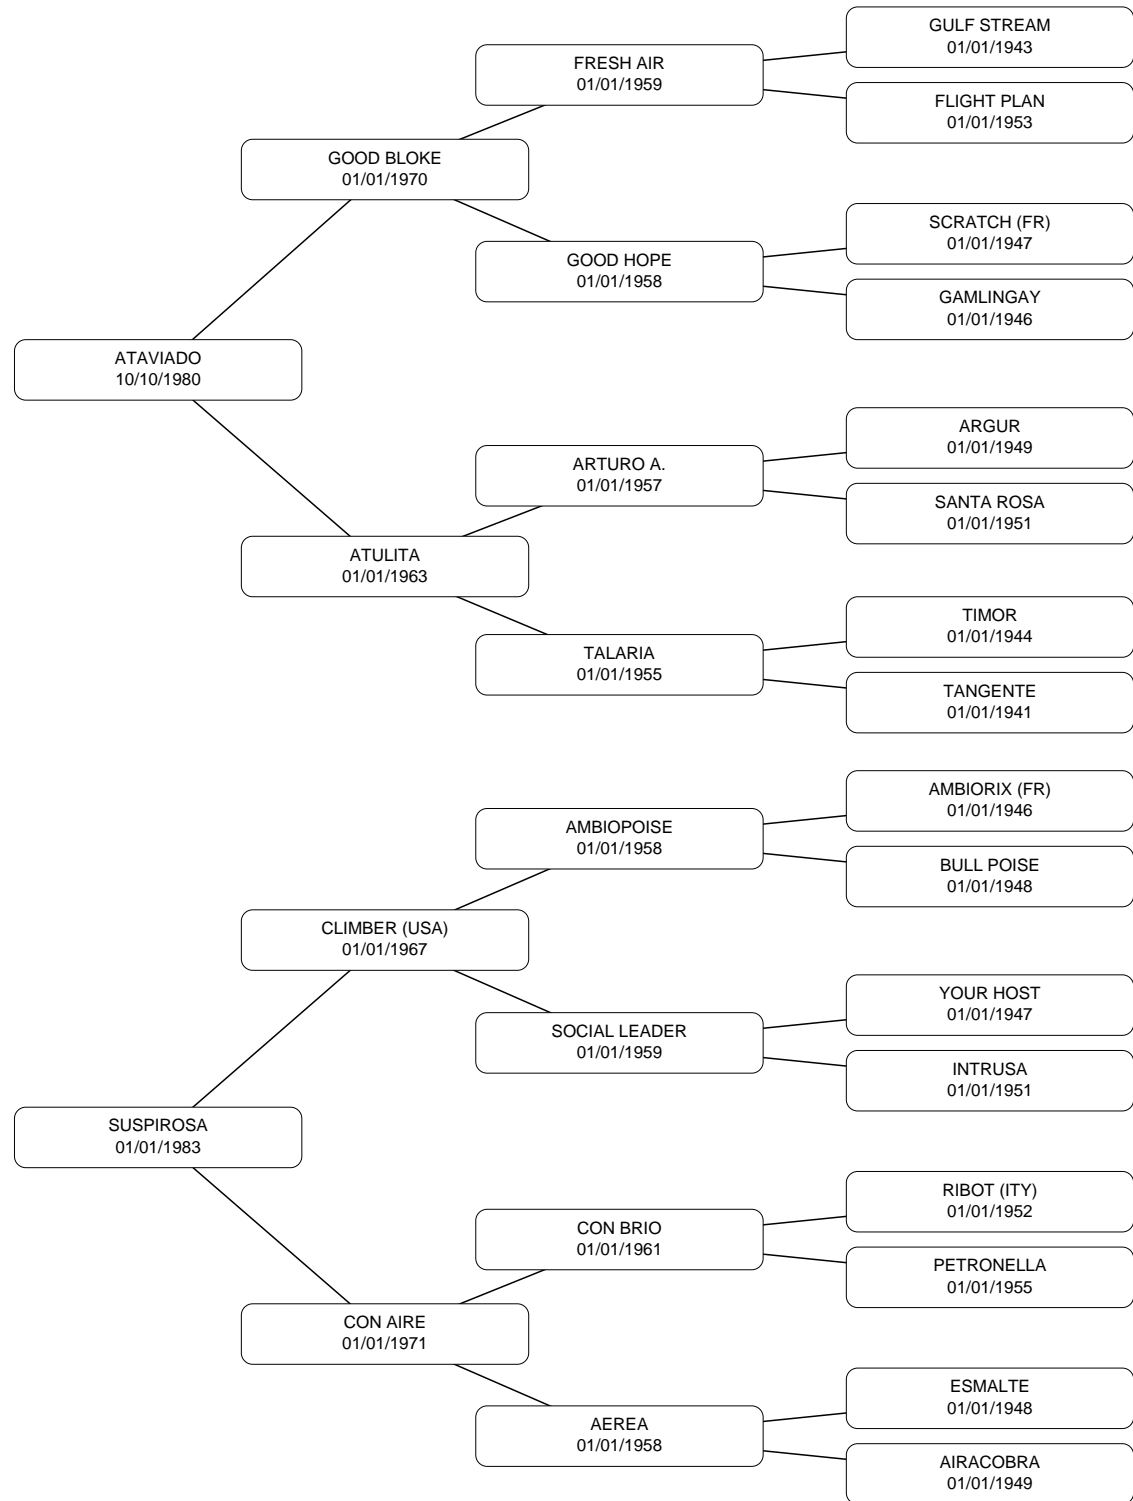 GULF STREAM
01/01/1943
FRESH AIR
01/01/1959
FLIGHT PLAN
01/01/1953
GOOD BLOKE
01/01/1970
SCRATCH (FR)
01/01/1947
GOOD HOPE
01/01/1958
GAMLINGAY
01/01/1946
ATAVIADO
10/10/1980
ARGUR
01/01/1949
ARTURO A.
01/01/1957
SANTA ROSA
01/01/1951
ATULITA
01/01/1963
TIMOR
01/01/1944
TALARIA
01/01/1955
TANGENTE
01/01/1941
AMBIORIX (FR)
01/01/1946
AMBIOPOISE
01/01/1958
BULL POISE
01/01/1948
CLIMBER (USA)
01/01/1967
YOUR HOST
01/01/1947
SOCIAL LEADER
01/01/1959
INTRUSA
01/01/1951
SUSPIROSA
01/01/1983
RIBOT (ITY)
01/01/1952
CON BRIO
01/01/1961
PETRONELLA
01/01/1955
CON AIRE
01/01/1971
ESMALTE
01/01/1948
AEREA
01/01/1958
AIRACOBRA
01/01/1949